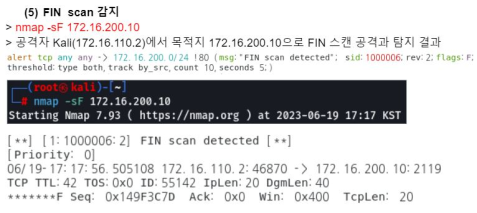 (5) FIN scan 감지
> nmap -sF 172.16.200.10
> 공격자 Kali(172.16.110.2)에서 목적지 172.16.200.10으로 FIN 스캔 공격과 탐지 결과
alert tcp any any -> 172.16.200.0/24 !80 (msg:"FIN scan detected"; sid:1000006; rev:2; flags:F;
threshold: type both, track by_src, count 10, seconds 5;)
(root㉿kali)-[~]
# nmap -sF 172.16.200.10
Starting Nmap 7.93 ( https://nmap.org ) at 2023-06-19 17:17 KST
[**] [1:1000006:2] FIN scan detected [**]
[Priority: 0]
06/19-17:17:56.505108 172.16.110.2:46870 -> 172.16.200.10:2119
TCP TTL:42 TOS:0x0 ID:55142 IpLen:20 DgmLen:40
*******F Seq: 0x149F3C7D Ack: 0x0 Win: 0x400 TcpLen: 20